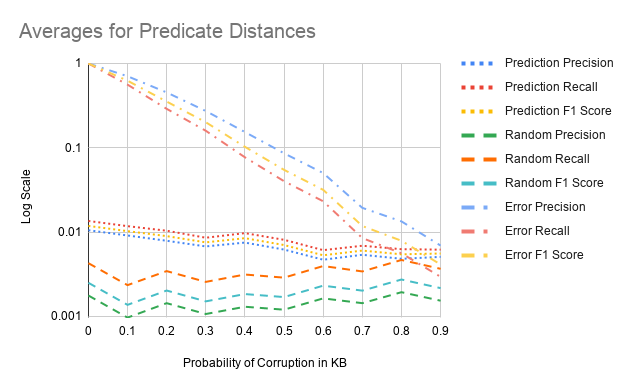 Averages for Predicate Distances
Log Scale
1
0.1
0.01
0.001
0 0.1 0.2 0.3 0.4 0.5 0.6 0.7 0.8 0.9
Probability of Corruption in KB
Prediction Precision
Prediction Recall
Prediction F1 Score
Random Precision
Random Recall
Random F1 Score
Error Precision
Error Recall
Error F1 Score